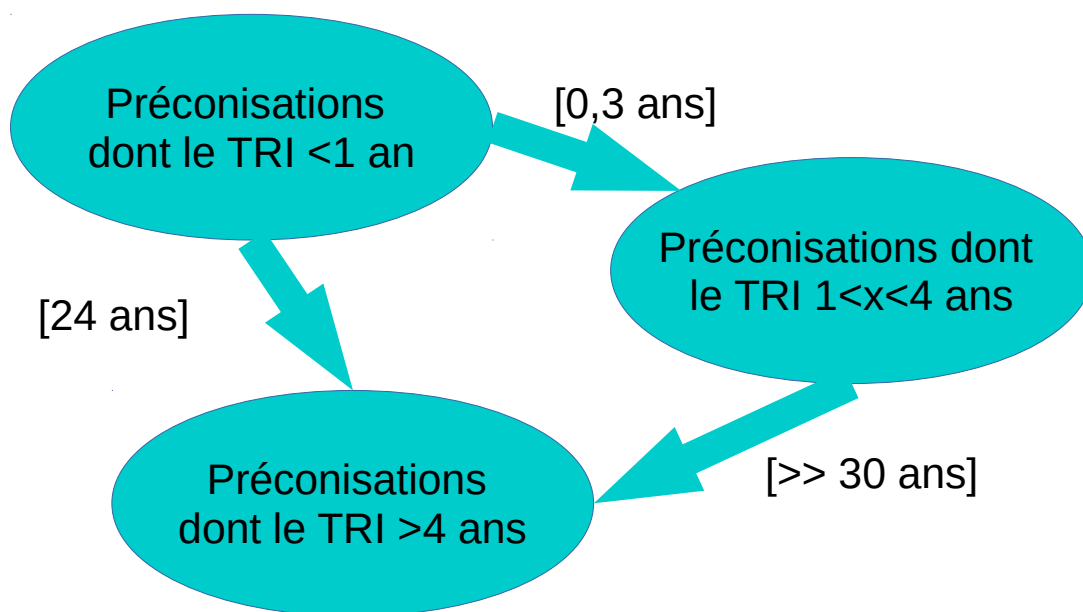 Préconisations
dont le TRI <1 an
[0,3 ans]
Préconisations dont
le TRI 1<x<4 ans
[24 ans]
Préconisations
dont le TRI >4 ans
[>> 30 ans]